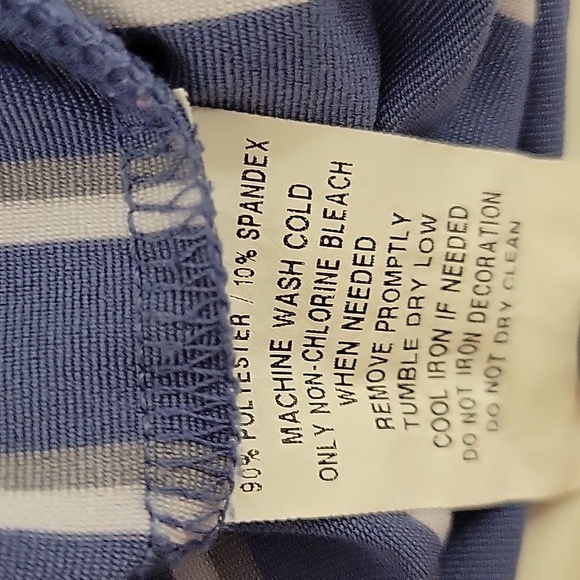 90% POLYESTER / 10% SPANDEX
MACHINE WASH COLD
ONLY NON-CHLORINE BLEACH
WHEN NEEDED
REMOVE PROMPTLY
TUMBLE DRY LOW
COOL IRON IF NEEDED
DO NOT IRON DECORATION
DO NOT DRY CLEAN